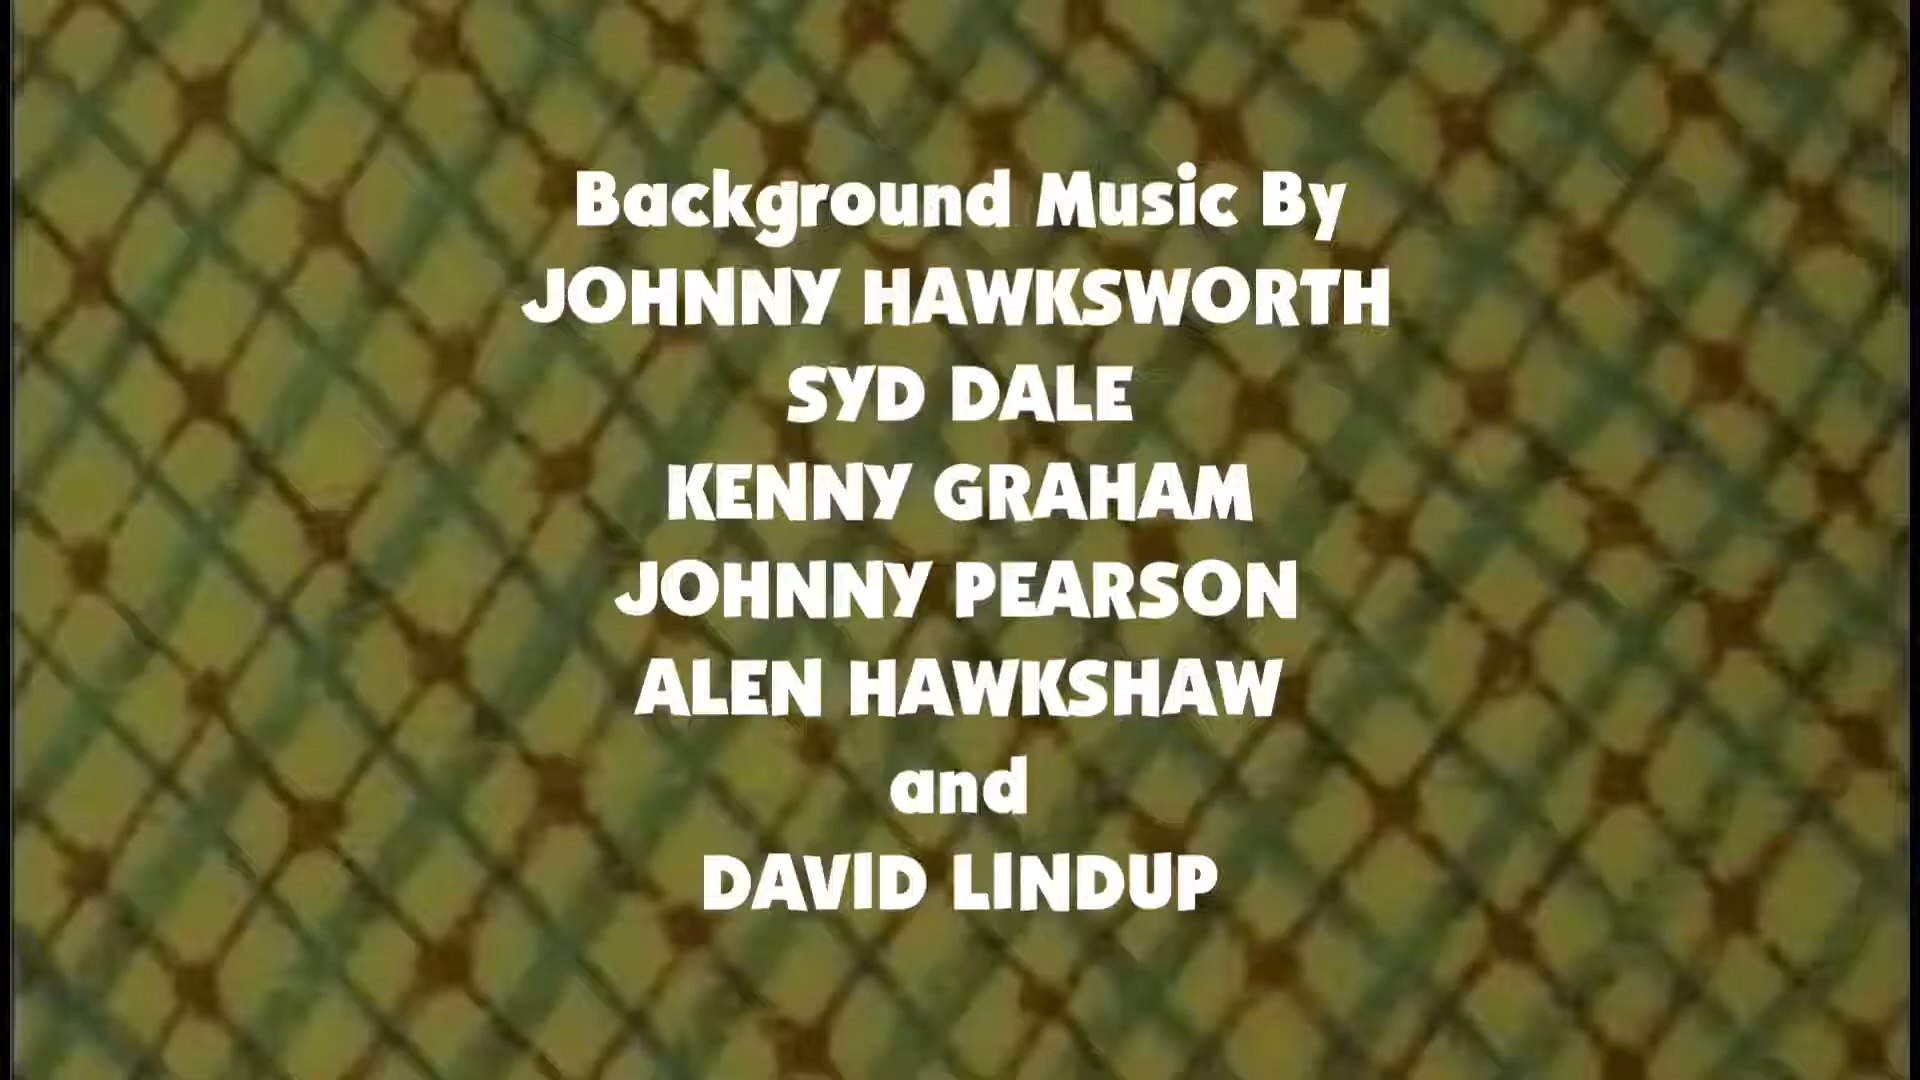 Background Music By
JOHNNY HAWKSWORTH
SYD DALE
KENNY GRAHAM
JOHNNY PEARSON
ALEN HAWKSHAW
and
DAVID LINDUP